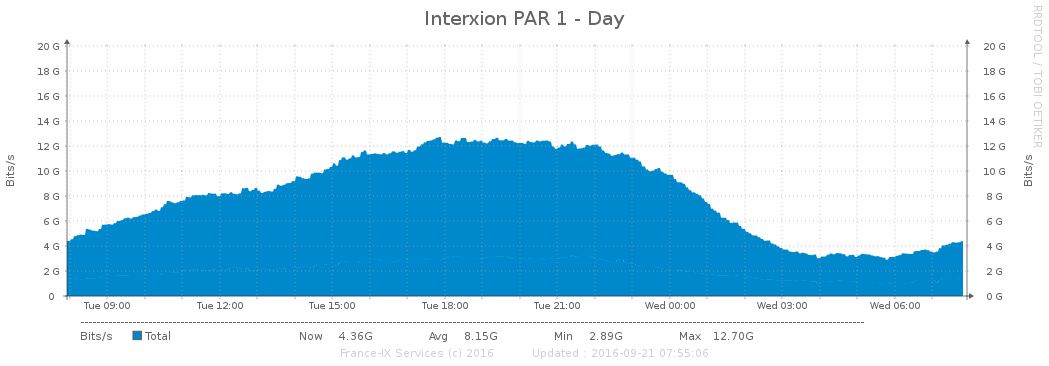 Interxion PAR 1 - Day
RRDTOOL / TOBI OETIKER
Bits/s
20 G 20 G
18 G 18 G
16 G 16 G
14 G 14 G
12 G 12 G
10 G 10 G
8 G 8 G
6 G 6 G
4 G 4 G
2 G 2 G
0 0 G
Bits/s
Tue 09:00 Tue 12:00 Tue 15:00 Tue 18:00 Tue 21:00 Wed 00:00 Wed 03:00 Wed 06:00
Bits/s Total Now 4.36G Avg 8.15G Min 2.89G Max 12.70G
France-IX Services (c) 2016 Updated : 2016-09-21 07:55:06